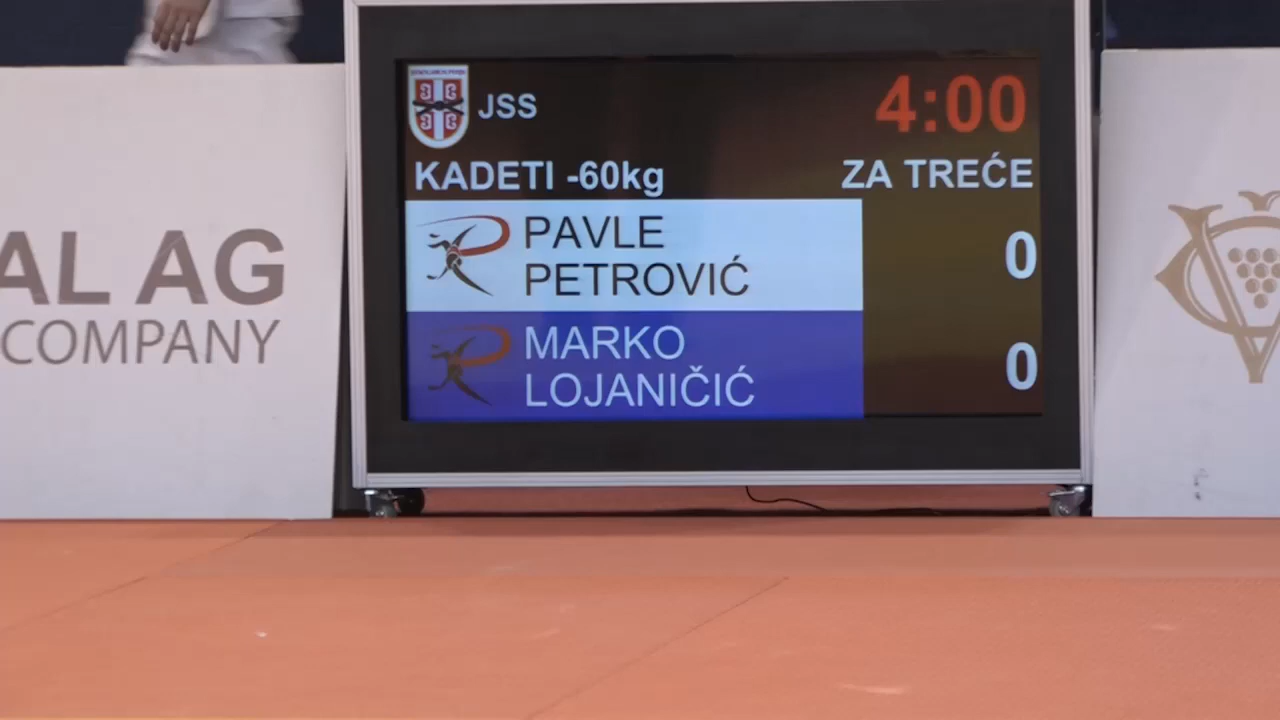 JSS
4:00
KADETI -60kg
ZA TREĆE
PAVLE
PETROVIĆ
0
MARKO
LOJANIČIĆ
0
AL AG
COMPANY